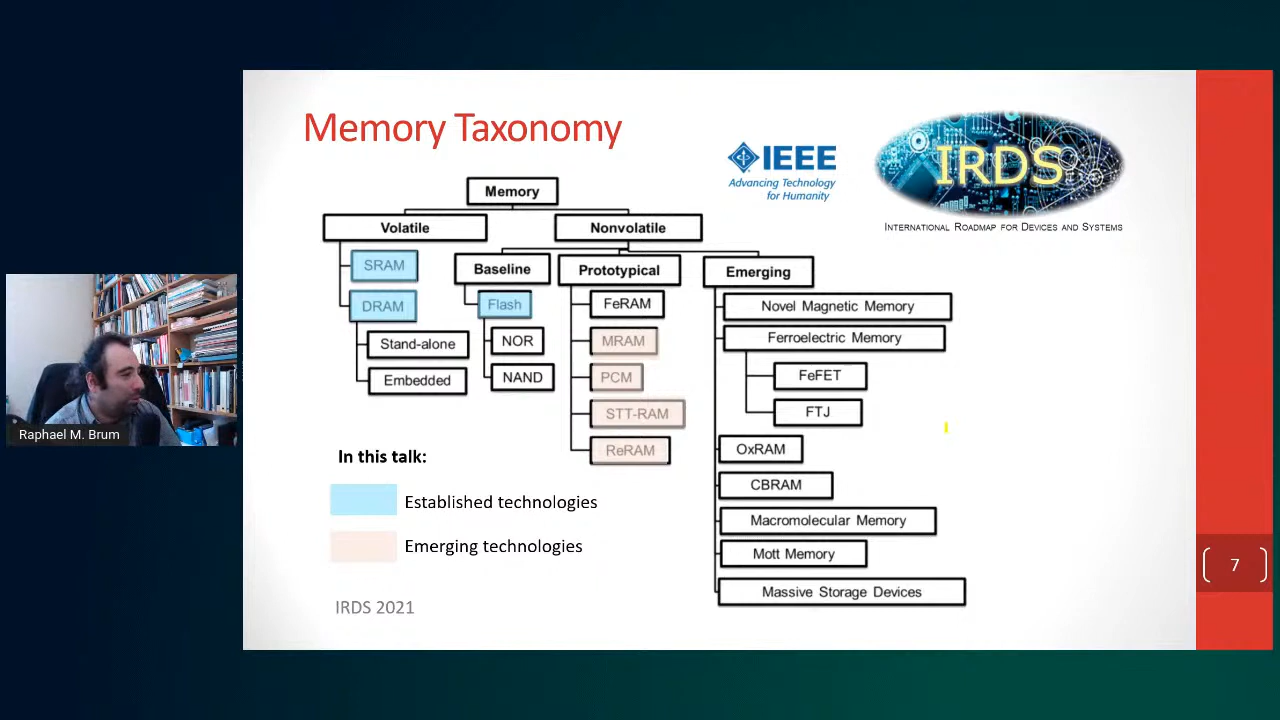 Memory Taxonomy
IEEE
Advancing Technology
for Humanity
IRDS
INTERNATIONAL ROADMAP FOR DEVICES AND SYSTEMS
Memory
Volatile
Nonvolatile
SRAM
DRAM
Stand-alone
Embedded
Baseline
Flash
NOR
NAND
Prototypical
FeRAM
MRAM
PCM
STT-RAM
ReRAM
Emerging
Novel Magnetic Memory
Ferroelectric Memory
FeFET
FTJ
OxRAM
CBRAM
Macromolecular Memory
Mott Memory
Massive Storage Devices
In this talk:
Established technologies
Emerging technologies
IRDS 2021
7
Raphael M. Brum